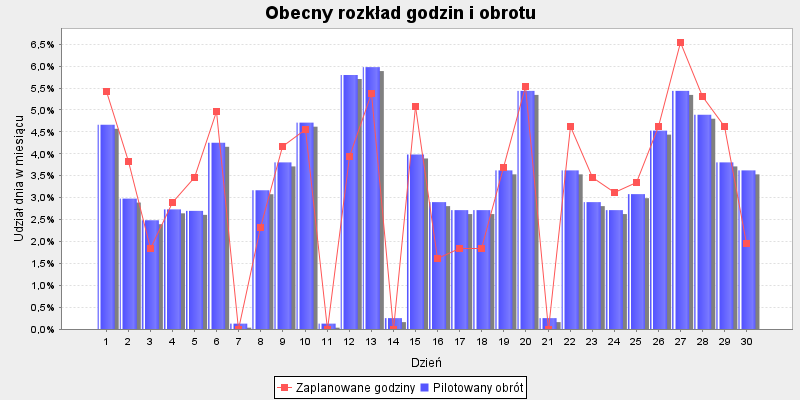 Obecny rozkład godzin i obrotu
Udział dnia w miesiącu
6,5%
6,0%
5,5%
5,0%
4,5%
4,0%
3,5%
3,0%
2,5%
2,0%
1,5%
1,0%
0,5%
0,0%
1 2 3 4 5 6 7 8 9 10 11 12 13 14 15 16 17 18 19 20 21 22 23 24 25 26 27 28 29 30
Dzień
Zaplanowane godziny Pilotowany obrót